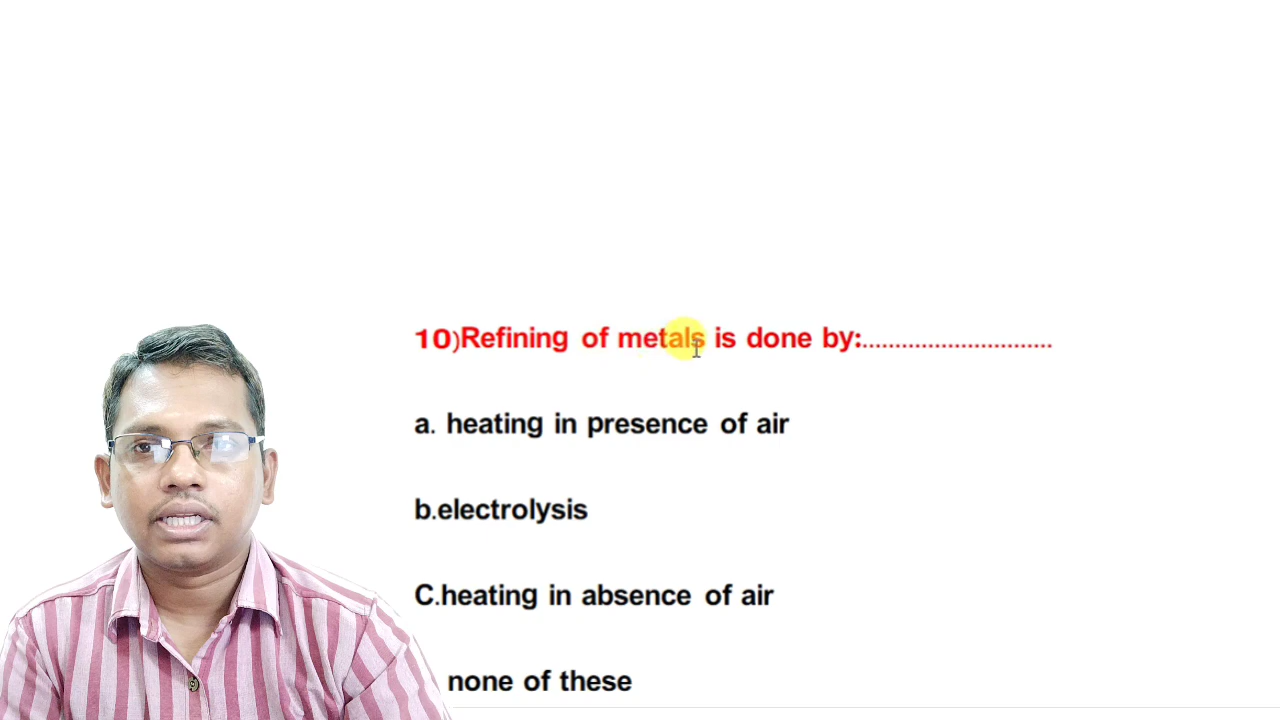 10)Refining of metals is done by:............................
a. heating in presence of air
b.electrolysis
C.heating in absence of air
none of these